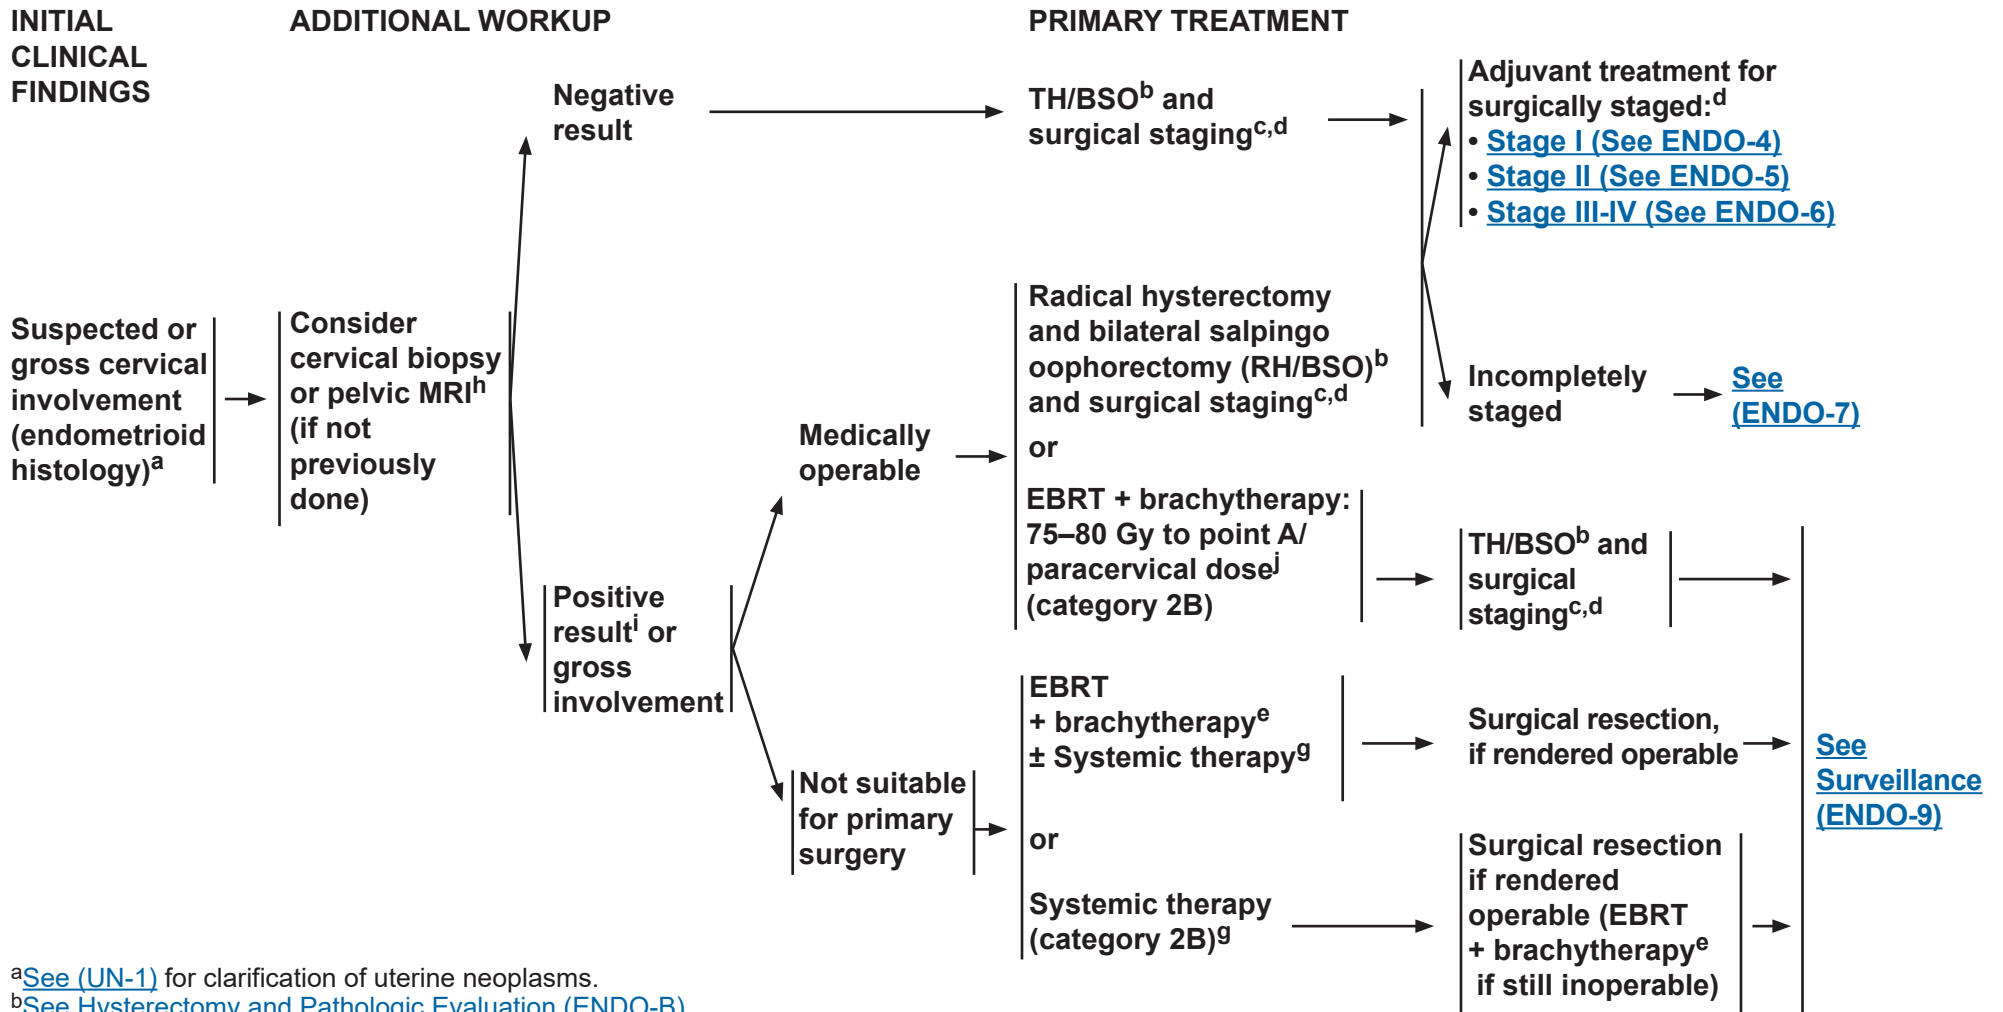 INITIAL
CLINICAL
FINDINGS
ADDITIONAL WORKUP
PRIMARY TREATMENT
Suspected or
gross cervical
involvement
(endometrioid
histology)a
Consider
cervical biopsy
or pelvic MRIh
(if not
previously
done)
Negative
result
TH/BSOb and
surgical stagingc,d
Adjuvant treatment for
surgically staged:d
• Stage I (See ENDO-4)
• Stage II (See ENDO-5)
• Stage III-IV (See ENDO-6)
Incompletely
staged
See
(ENDO-7)
Positive
resulti or
gross
involvement
Medically
operable
Radical hysterectomy
and bilateral salpingo
oophorectomy (RH/BSO)b
and surgical stagingc,d
or
EBRT + brachytherapy:
75–80 Gy to point A/
paracervical dosej
(category 2B)
TH/BSOb and
surgical
stagingc,d
Not suitable
for primary
surgery
EBRT
+ brachytherapye
± Systemic therapyg
Surgical resection,
if rendered operable
or
Systemic therapy
(category 2B)g
Surgical resection
if rendered
operable (EBRT
+ brachytherapye
if still inoperable)
See
Surveillance
(ENDO-9)
aSee (UN-1) for clarification of uterine neoplasms.
bSee Hysterectomy and Pathologic Evaluation (ENDO-B)